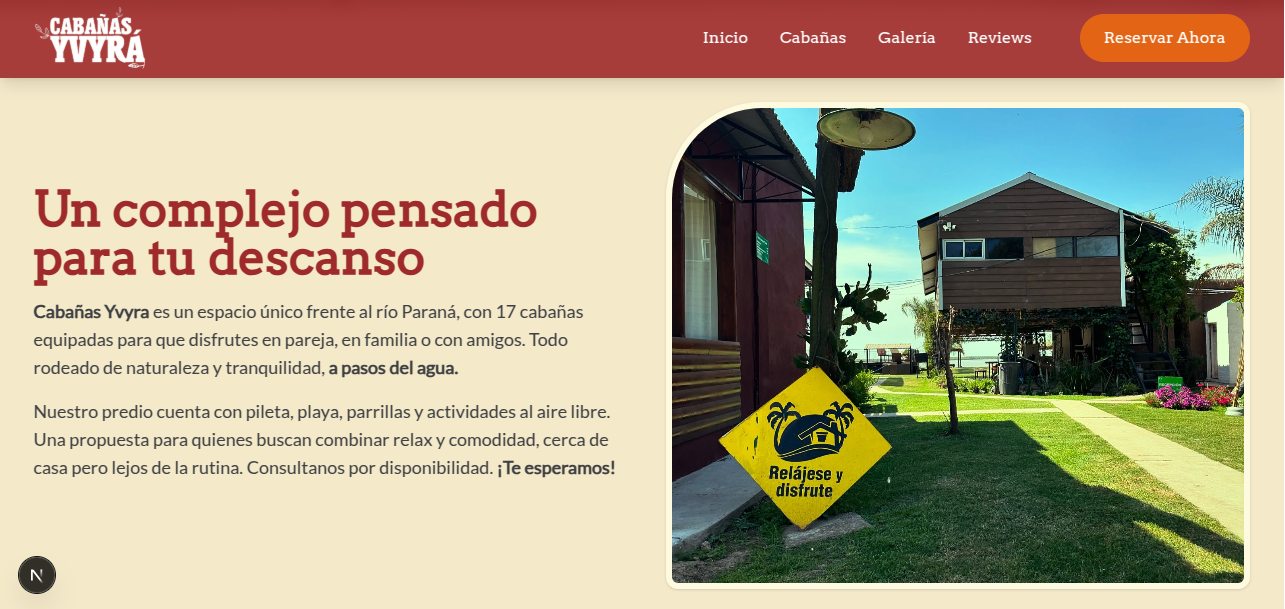 CABAÑAS
YVYRÁ
Inicio
Cabañas
Galería
Reviews
Reservar Ahora
Un complejo pensado
para tu descanso
Cabañas Yvyra es un espacio único frente al río Paraná, con 17 cabañas
equipadas para que disfrutes en pareja, en familia o con amigos. Todo
rodeado de naturaleza y tranquilidad, a pasos del agua.
Nuestro predio cuenta con pileta, playa, parrillas y actividades al aire libre.
Una propuesta para quienes buscan combinar relax y comodidad, cerca de
casa pero lejos de la rutina. Consultanos por disponibilidad. ¡Te esperamos!
Relájese y
disfrute
N